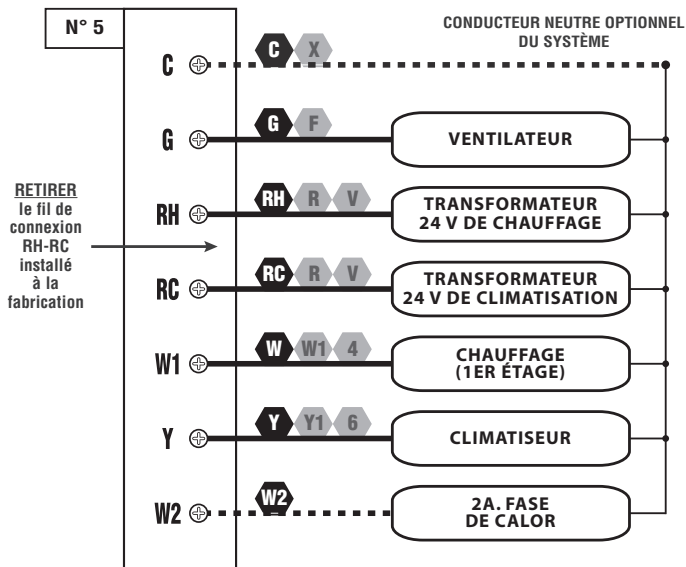 N° 5
CONDUCTEUR NEUTRE OPTIONNEL
DU SYSTÈME
C C X
G G F VENTILATEUR
RETIRER
le fil de
connexion
RH-RC
installé
à la
fabrication
RH RH R V TRANSFORMATEUR
24 V DE CHAUFFAGE
RC RC R V TRANSFORMATEUR
24 V DE CLIMATISATION
W1 W W1 4 CHAUFFAGE
(1ER ÉTAGE)
Y Y Y1 6 CLIMATISEUR
W2 W2 2A. FASE
DE CALOR